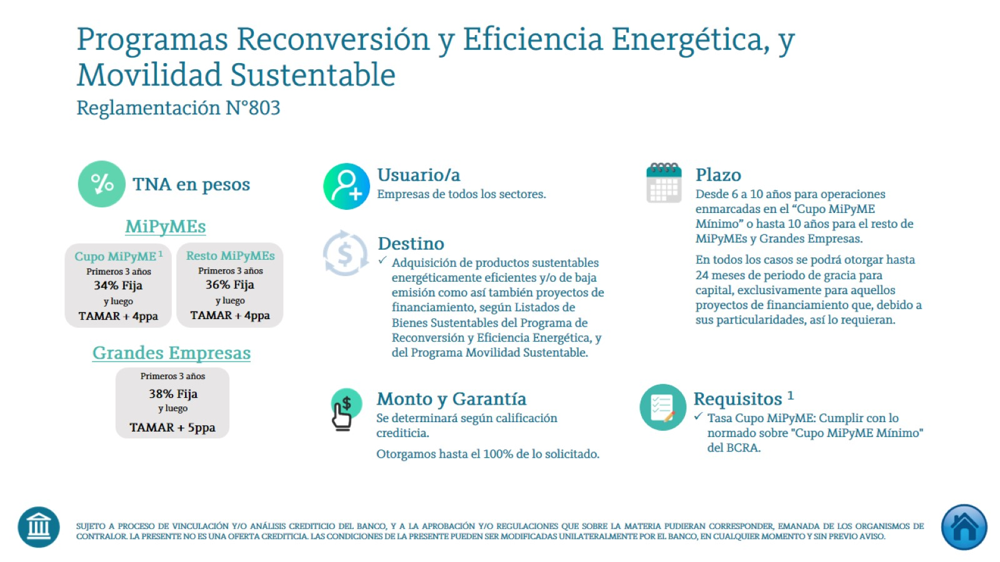 Programas Reconversión y Eficiencia Energética, y
Movilidad Sustentable
Reglamentación N°803
TNA en pesos
MiPyMEs
Cupo MiPyME 1
Primeros 3 años
34% Fija
y luego
TAMAR + 4ppa
Resto MiPyMEs
Primeros 3 años
36% Fija
y luego
TAMAR + 4ppa
Grandes Empresas
Primeros 3 años
38% Fija
y luego
TAMAR + 5ppa
Usuario/a
Empresas de todos los sectores.
Destino
✓ Adquisición de productos sustentables
energéticamente eficientes y/o de baja
emisión como así también proyectos de
financiamiento, según Listados de
Bienes Sustentables del Programa de
Reconversión y Eficiencia Energética, y
del Programa Movilidad Sustentable.
Monto y Garantía
Se determinará según calificación
crediticia.
Otorgamos hasta el 100% de lo solicitado.
Plazo
Desde 6 a 10 años para operaciones
enmarcadas en el “Cupo MiPyME
Mínimo” o hasta 10 años para el resto de
MiPyMEs y Grandes Empresas.
En todos los casos se podrá otorgar hasta
24 meses de periodo de gracia para
capital, exclusivamente para aquellos
proyectos de financiamiento que, debido a
sus particularidades, así lo requieran.
Requisitos 1
✓ Tasa Cupo MiPyME: Cumplir con lo
normado sobre "Cupo MiPyME Mínimo"
del BCRA.
SUJETO A PROCESO DE VINCULACIÓN Y/O ANÁLISIS CREDITICIO DEL BANCO, Y A LA APROBACIÓN Y/O REGULACIONES QUE SOBRE LA MATERIA PUDIERAN CORRESPONDER, EMANADA DE LOS ORGANISMOS DE
CONTRALOR. LA PRESENTE NO ES UNA OFERTA CREDITICIA. LAS CONDICIONES DE LA PRESENTE PUEDEN SER MODIFICADAS UNILATERALMENTE POR EL BANCO, EN CUALQUIER MOMENTO Y SIN PREVIO AVISO.